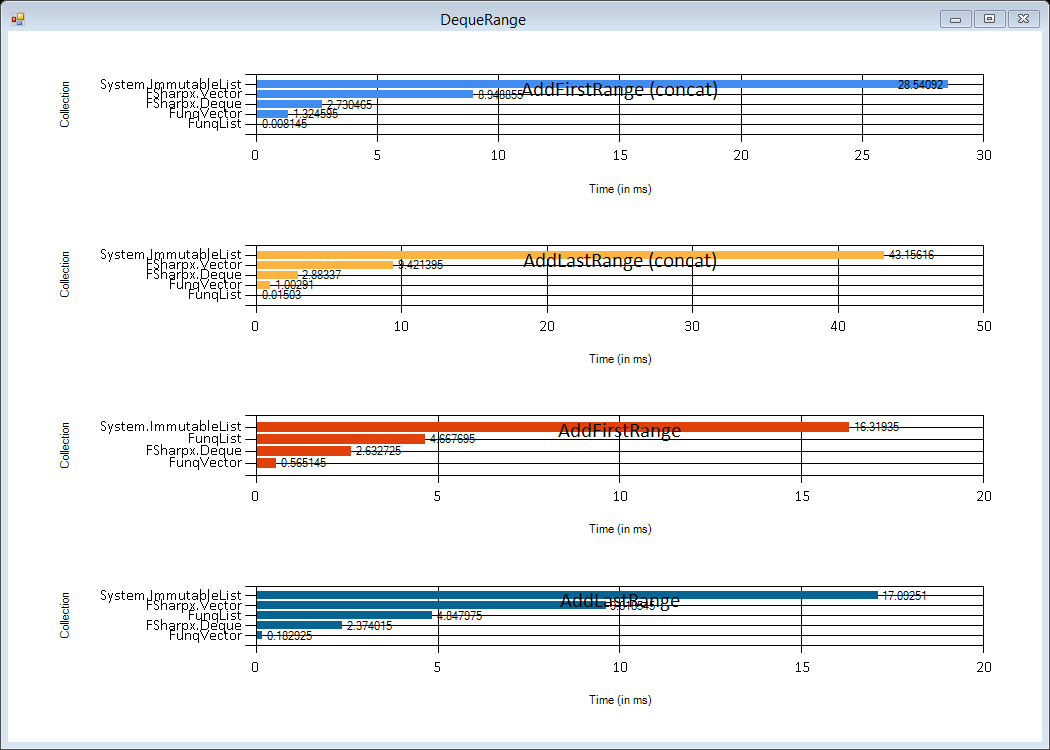 DequeRange
AddFirstRange (concat)
Collection
System.ImmutableList 28.54092
FSharpx.Vector 8.948855
FSharpx.Deque 2.730465
FunqVector 1.324595
FunqList 0.008145
0 5 10 15 20 25 30
Time (in ms)
AddLastRange (concat)
Collection
System.ImmutableList 43.15616
FSharpx.Vector 9.421395
FSharpx.Deque 2.88337
FunqVector 1.00291
FunqList 0.01503
0 10 20 30 40 50
Time (in ms)
AddFirstRange
Collection
System.ImmutableList 16.31935
FunqList 4.667695
FSharpx.Deque 2.632725
FunqVector 0.565145
0 5 10 15 20
Time (in ms)
AddLastRange
Collection
System.ImmutableList 17.09251
FSharpx.Vector
FunqList 4.847975
FSharpx.Deque 2.374015
FunqVector 0.182925
0 5 10 15 20
Time (in ms)